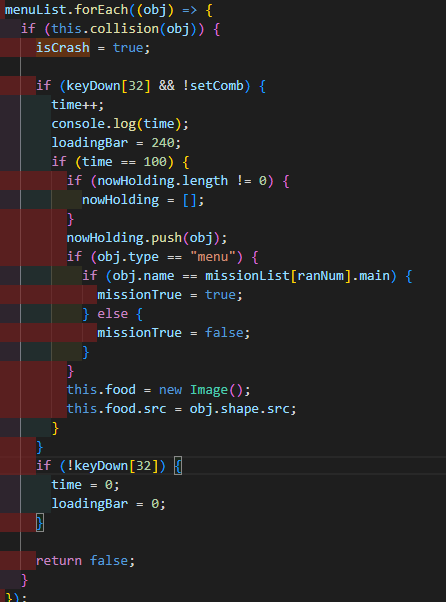 menuList.forEach((obj) => {
if (this.collision(obj)) {
isCrash = true;
if (keyDown[32] && !setComb) {
time++;
console.log(time);
loadingBar = 240;
if (time == 100) {
if (nowHolding.length != 0) {
nowHolding = [];
}
nowHolding.push(obj);
if (obj.type == "menu") {
if (obj.name == missionList[ranNum].main) {
missionTrue = true;
} else {
missionTrue = false;
}
}
this.food = new Image();
this.food.src = obj.shape.src;
}
}
if (!keyDown[32]) {
time = 0;
loadingBar = 0;
}
return false;
}
});